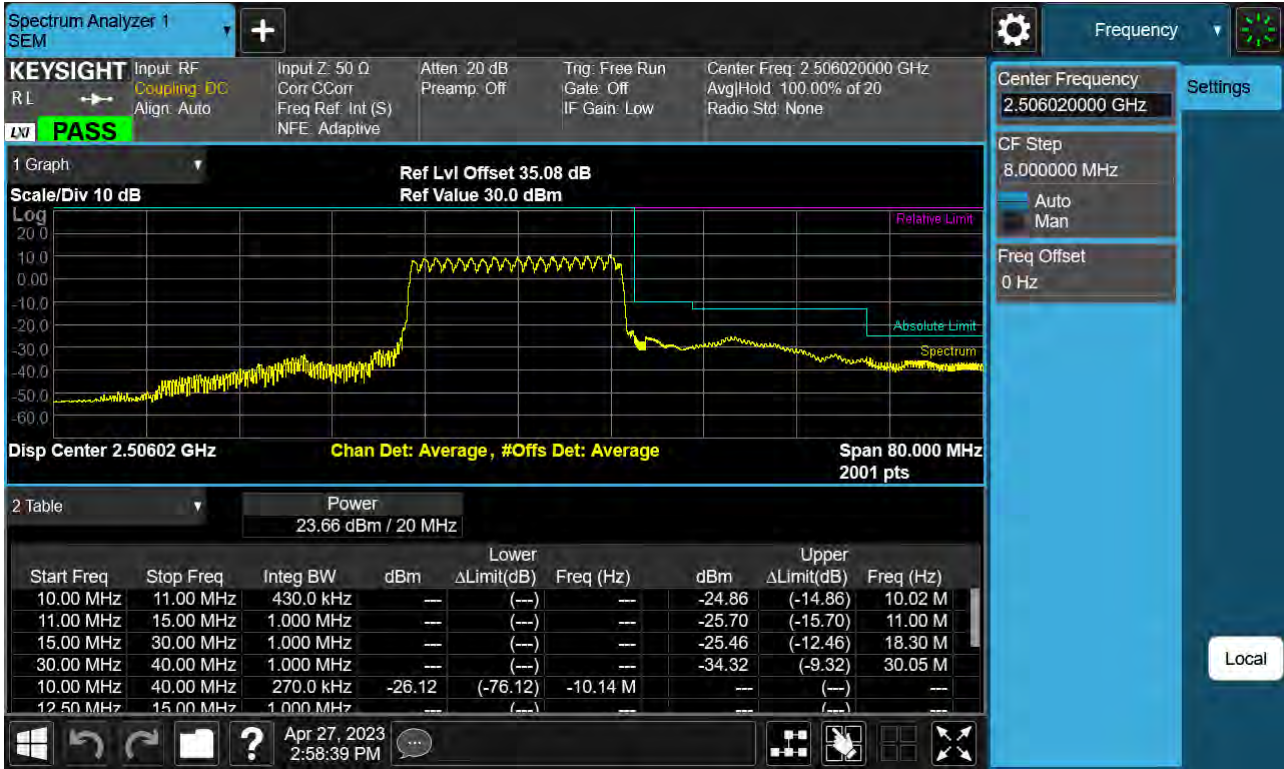 Spectrum Analyzer 1
SEM
Frequency
KEYSIGHT
RL
LXI PASS
Input: RF
Coupling: DC
Align: Auto
Input Z: 50 Ω
Corr CCorr
Freq Ref: Int (S)
NFE: Adaptive
Atten: 20 dB
Preamp: Off
Trig: Free Run
Gate: Off
IF Gain: Low
Center Freq: 2.506020000 GHz
Avg|Hold: 100.00% of 20
Radio Std: None
Center Frequency
2.506020000 GHz
Settings
CF Step
8.000000 MHz
Auto
Man
Freq Offset
0 Hz
Local
1 Graph
Scale/Div 10 dB
Ref Lvl Offset 35.08 dB
Ref Value 30.0 dBm
Log
20.0
10.0
0.00
-10.0
-20.0
-30.0
-40.0
-50.0
-60.0
Relative Limit
Absolute Limit
Spectrum
Disp Center 2.50602 GHz
Chan Det: Average, #Offs Det: Average
Span 80.000 MHz
2001 pts
2 Table
Power
23.66 dBm / 20 MHz
Lower Upper
Start Freq Stop Freq Integ BW dBm ΔLimit(dB) Freq (Hz) dBm ΔLimit(dB) Freq (Hz)
10.00 MHz 11.00 MHz 430.0 kHz --- (---) --- -24.86 (-14.86) 10.02 M
11.00 MHz 15.00 MHz 1.000 MHz --- (---) --- -25.70 (-15.70) 11.00 M
15.00 MHz 30.00 MHz 1.000 MHz --- (---) --- -25.46 (-12.46) 18.30 M
30.00 MHz 40.00 MHz 1.000 MHz --- (---) --- -34.32 (-9.32) 30.05 M
10.00 MHz 40.00 MHz 270.0 kHz -26.12 (-76.12) -10.14 M --- (---) ---
12.50 MHz 15.00 MHz 1.000 MHz --- (---) --- --- (---) ---
Apr 27, 2023
2:58:39 PM